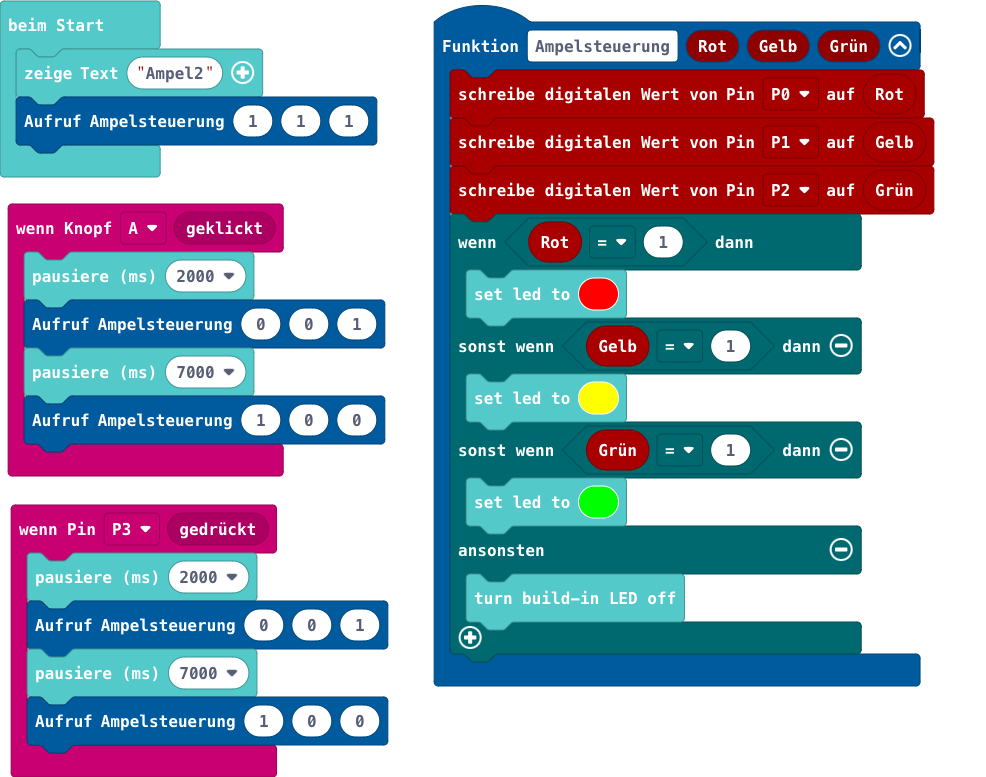 beim Start
zeige Text "Ampel2"
Aufruf Ampelsteuerung 1 1 1
wenn Knopf A geklickt
pausiere (ms) 2000
Aufruf Ampelsteuerung 0 0 1
pausiere (ms) 7000
Aufruf Ampelsteuerung 1 0 0
wenn Pin P3 gedrückt
pausiere (ms) 2000
Aufruf Ampelsteuerung 0 0 1
pausiere (ms) 7000
Aufruf Ampelsteuerung 1 0 0
Funktion Ampelsteuerung Rot Gelb Grün
schreibe digitalen Wert von Pin P0 auf Rot
schreibe digitalen Wert von Pin P1 auf Gelb
schreibe digitalen Wert von Pin P2 auf Grün
wenn Rot = 1 dann
set led to
sonst wenn Gelb = 1 dann
set led to
sonst wenn Grün = 1 dann
set led to
ansonsten
turn build-in LED off